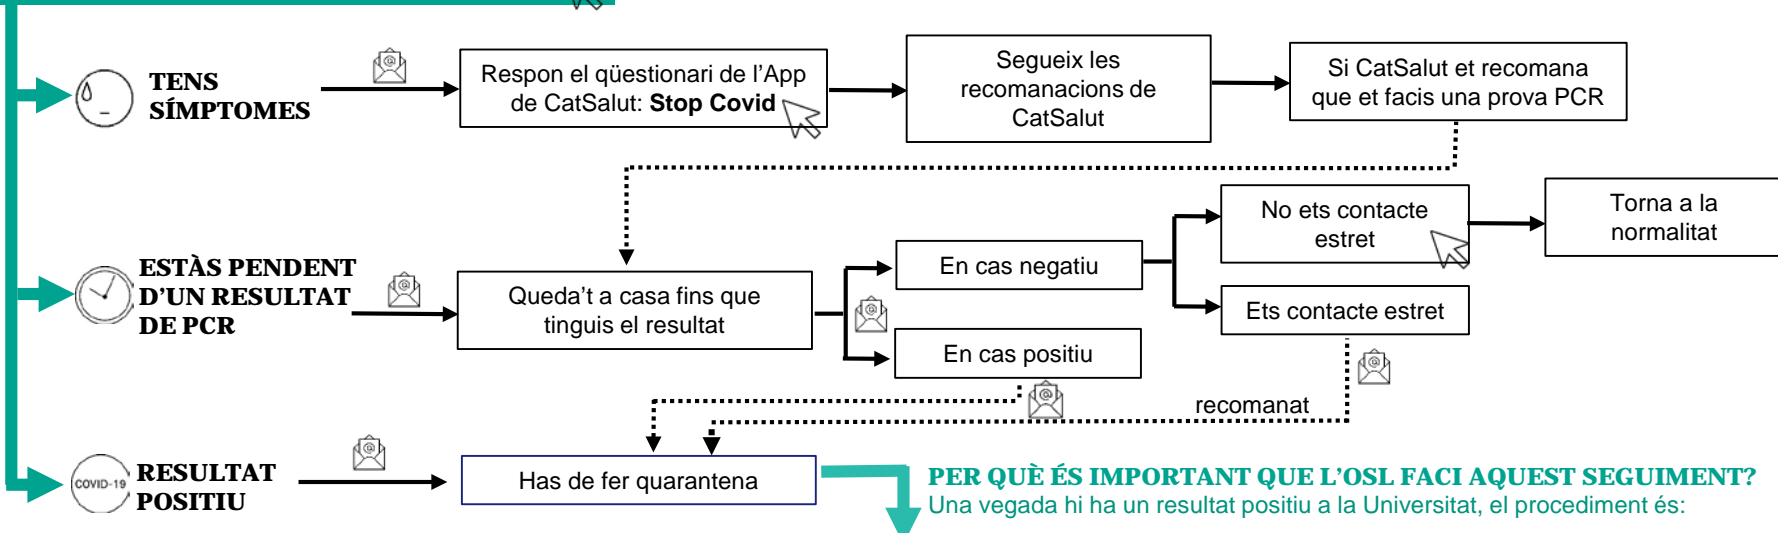 TENS
SÍMPTOMES
Respon el qüestionari de l'App
de CatSalut: Stop Covid
Segueix les
recomanacions de
CatSalut
Si CatSalut et recomana
que et facis una prova PCR
ESTÀS PENDENT
D'UN RESULTAT
DE PCR
Queda't a casa fins que
tinguis el resultat
En cas negatiu
En cas positiu
No ets contacte
estret
Ets contacte estret
Torna a la
normalitat
recomanat
COVID-19
RESULTAT
POSITIU
Has de fer quarantena
PER QUÈ ÉS IMPORTANT QUE L'OSL FACI AQUEST SEGUIMENT?
Una vegada hi ha un resultat positiu a la Universitat, el procediment és: